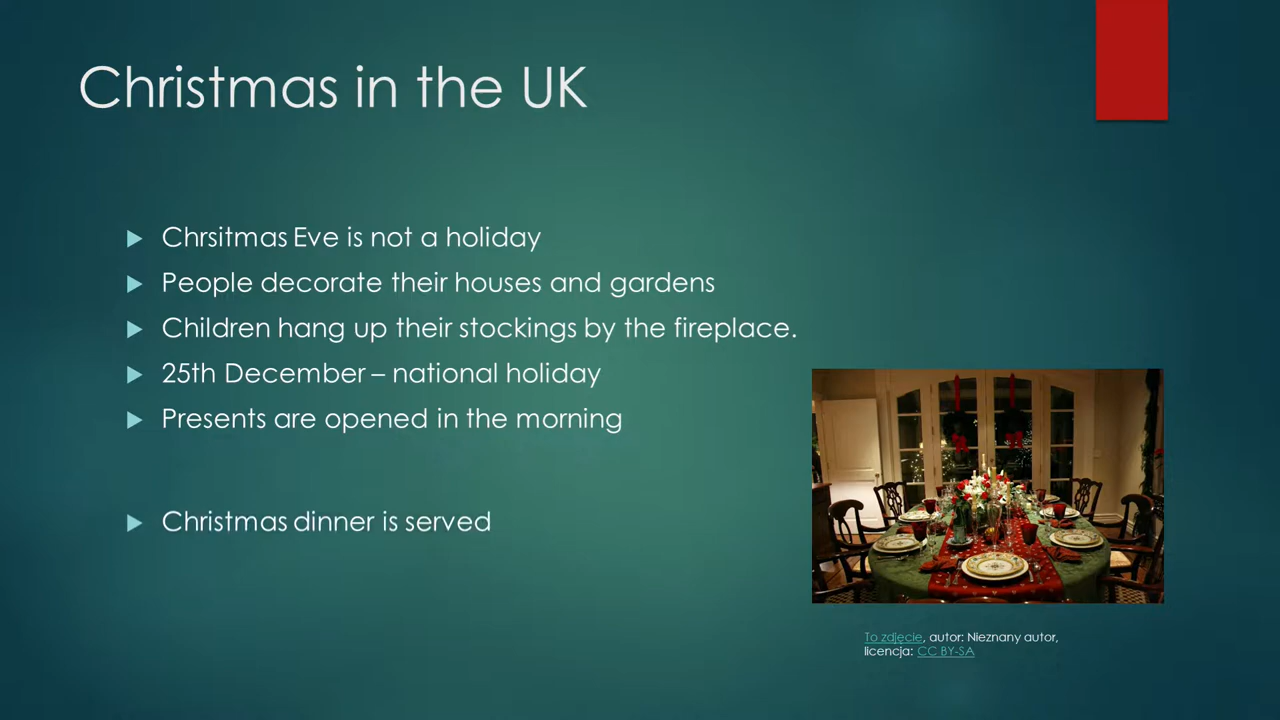 Christmas in the UK
Chrsitmas Eve is not a holiday
People decorate their houses and gardens
Children hang up their stockings by the fireplace.
25th December – national holiday
Presents are opened in the morning
Christmas dinner is served
To zdjęcie, autor: Nieznany autor,
licencja: CC BY-SA